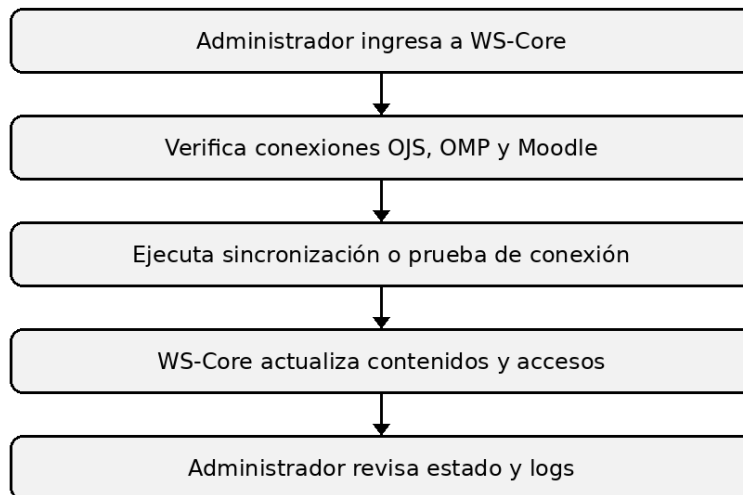 Administrador ingresa a WS-Core
Verifica conexiones OJS, OMP y Moodle
Ejecuta sincronización o prueba de conexión
WS-Core actualiza contenidos y accesos
Administrador revisa estado y logs